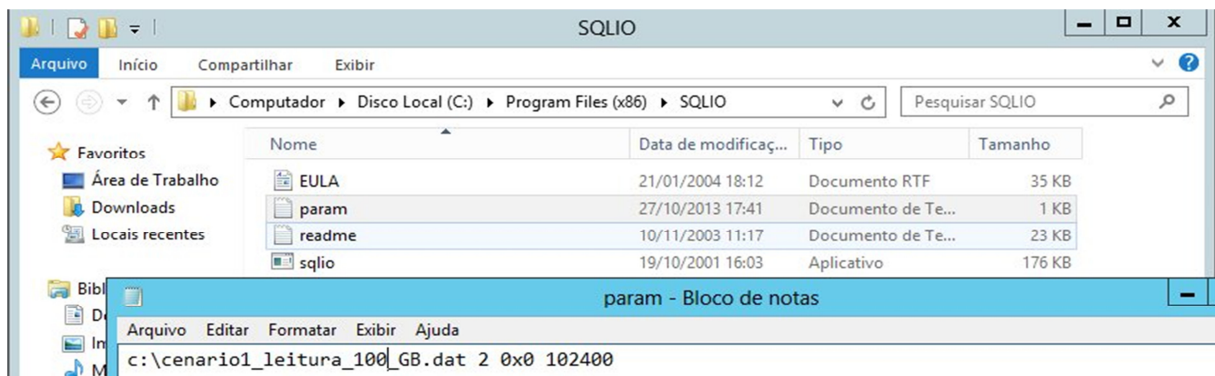 SQLIO
Arquivo Início Compartilhar Exibir
Computador Disco Local (C:) Program Files (x86) SQLIO Pesquisar SQLIO
Nome Data de modificaç... Tipo Tamanho
Favoritos
Área de Trabalho EULA 21/01/2004 18:12 Documento RTF 35 KB
Downloads param 27/10/2013 17:41 Documento de Te... 1 KB
Locais recentes readme 10/11/2003 11:17 Documento de Te... 23 KB
sqlio 19/10/2001 16:03 Aplicativo 176 KB
Bibl
param - Bloco de notas
Arquivo Editar Formatar Exibir Ajuda
c:\cenario1_leitura_100_GB.dat 2 0x0 102400